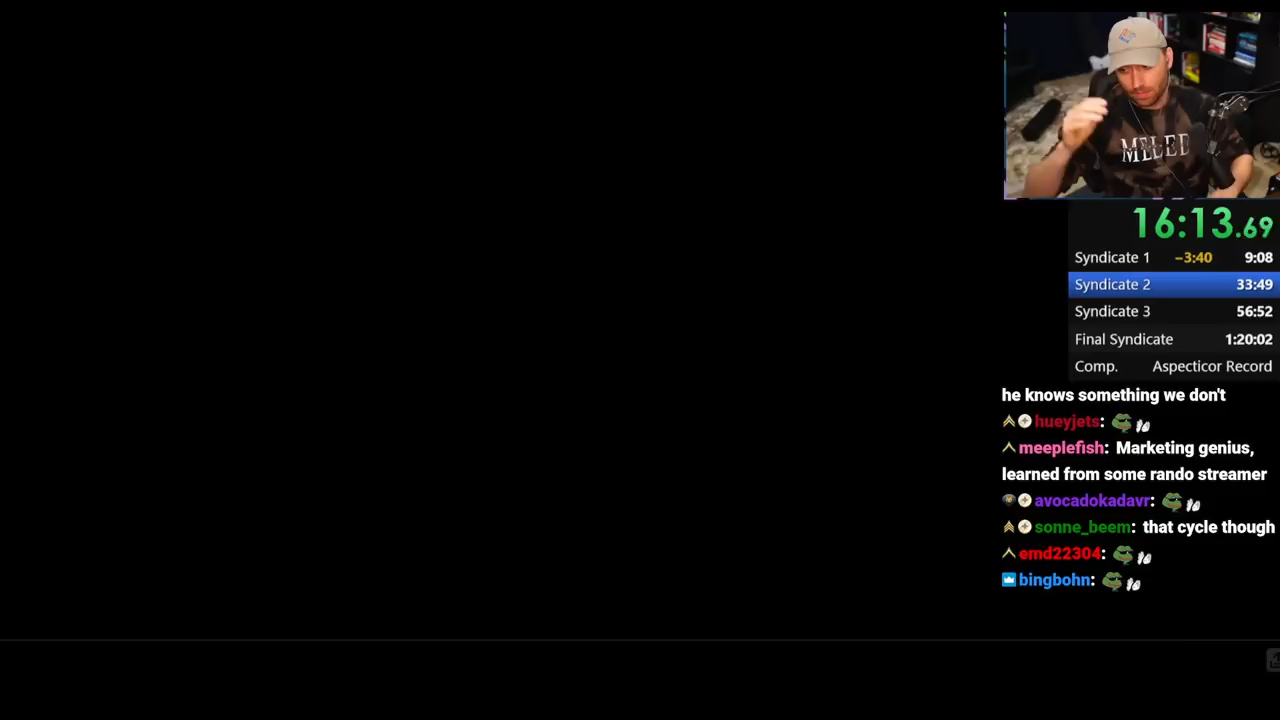 MELEE
16:13.69
Syndicate 1 −3:40 9:08
Syndicate 2 33:49
Syndicate 3 56:52
Final Syndicate 1:20:02
Comp. Aspecticor Record
he knows something we don't
hueyjets:
meeplefish: Marketing genius,
learned from some rando streamer
avocadokadavr:
sonne_beem: that cycle though
emd22304:
bingbohn: